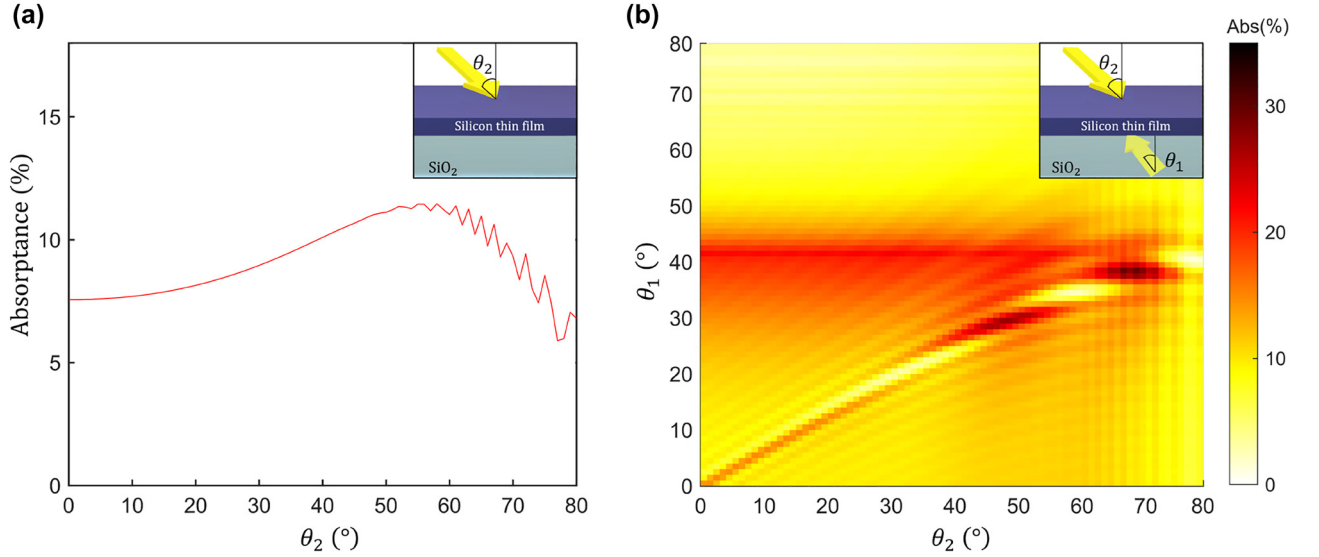 (a)
Absorptance (%)
15
10
5
0
0 10 20 30 40 50 60 70 80
θ₂ (°)
θ₂
Silicon thin film
SiO₂
(b)
θ₁ (°)
80
70
60
50
40
30
20
10
0
0 10 20 30 40 50 60 70 80
θ₂ (°)
θ₂
Silicon thin film
SiO₂
θ₁
Abs(%)
30
20
10
0